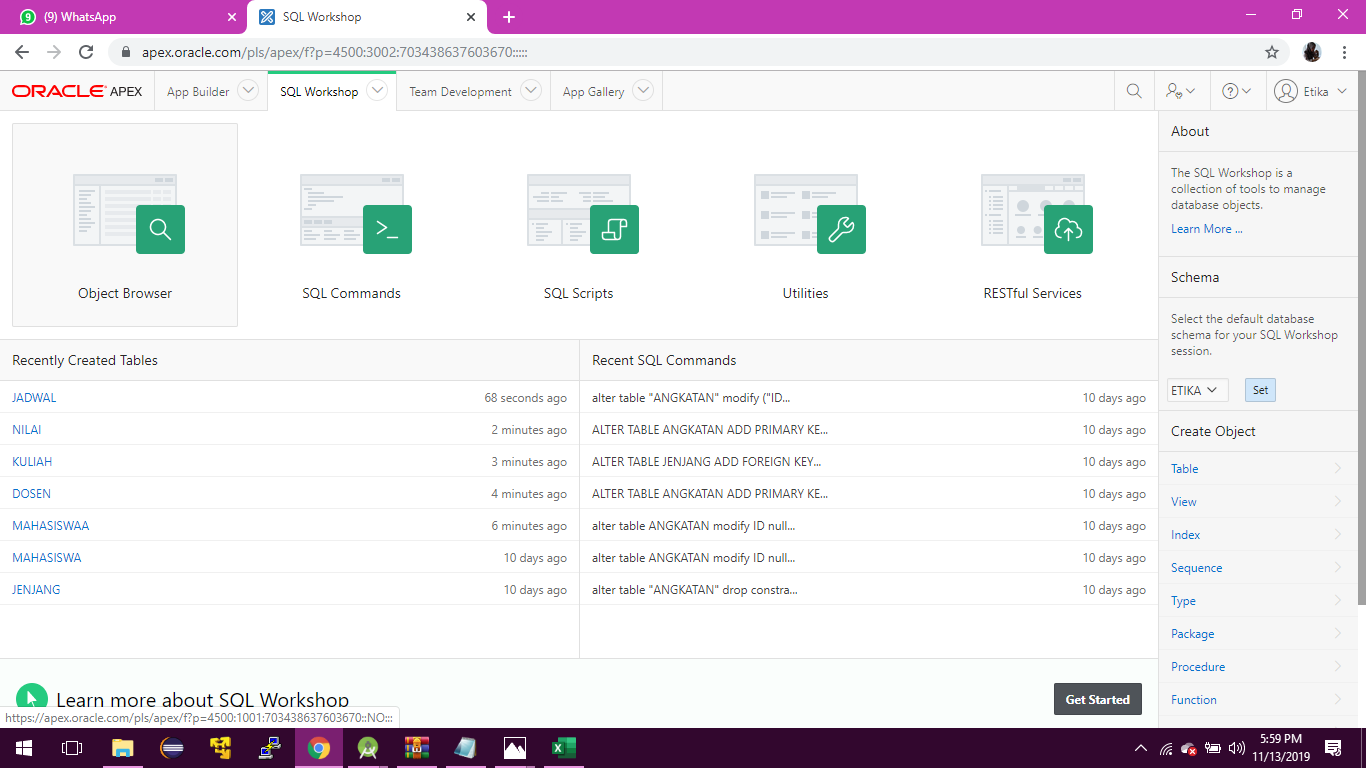 (9) WhatsApp
SQL Workshop
apex.oracle.com/pls/apex/f?p=4500:3002:703438637603670:::::
ORACLE APEX
App Builder
SQL Workshop
Team Development
App Gallery
Etika
Object Browser
SQL Commands
SQL Scripts
Utilities
RESTful Services
Recently Created Tables
JADWAL 68 seconds ago
NILAI 2 minutes ago
KULIAH 3 minutes ago
DOSEN 4 minutes ago
MAHASISWAA 6 minutes ago
MAHASISWA 10 days ago
JENJANG 10 days ago
Recent SQL Commands
alter table "ANGKATAN" modify ("ID... 10 days ago
ALTER TABLE ANGKATAN ADD PRIMARY KE... 10 days ago
ALTER TABLE JENJANG ADD FOREIGN KEY... 10 days ago
ALTER TABLE ANGKATAN ADD PRIMARY KE... 10 days ago
alter table ANGKATAN modify ID null... 10 days ago
alter table ANGKATAN modify ID null... 10 days ago
alter table "ANGKATAN" drop constra... 10 days ago
About
The SQL Workshop is a
collection of tools to manage
database objects.
Learn More ...
Schema
Select the default database
schema for your SQL Workshop
session.
ETIKA
Set
Create Object
Table
View
Index
Sequence
Type
Package
Procedure
Function
Learn more about SQL Workshop
Get Started
https://apex.oracle.com/pls/apex/f?p=4500:1001:703438637603670::NO:::
5:59 PM
11/13/2019